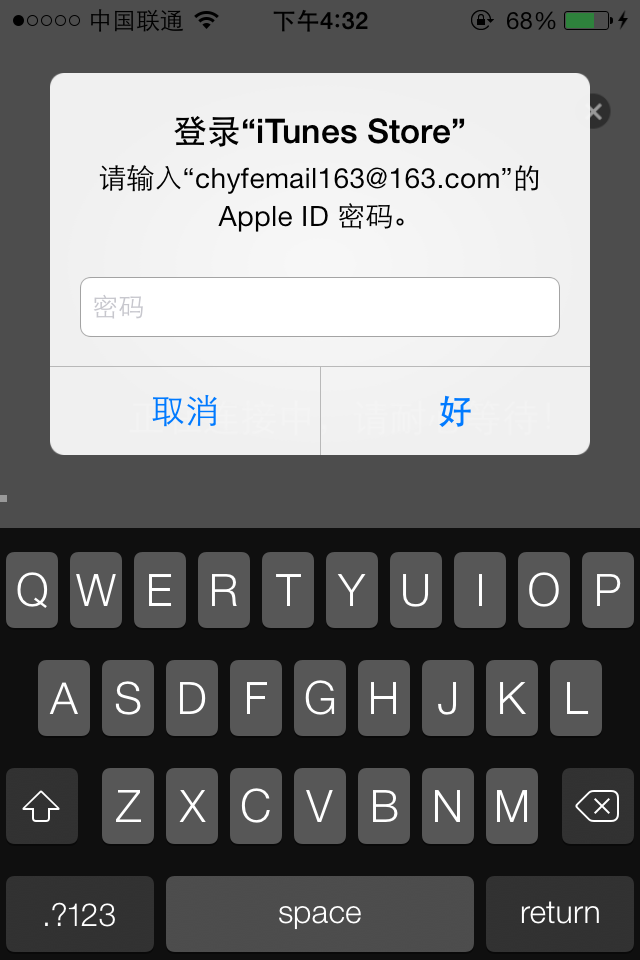 中国联通 下午4:32 68%
登录“iTunes Store”
请输入“chyfemail163@163.com”的
Apple ID 密码。
密码
取消 好
Q W E R T Y U I O P
A S D F G H J K L
Z X C V B N M
.?123 space return